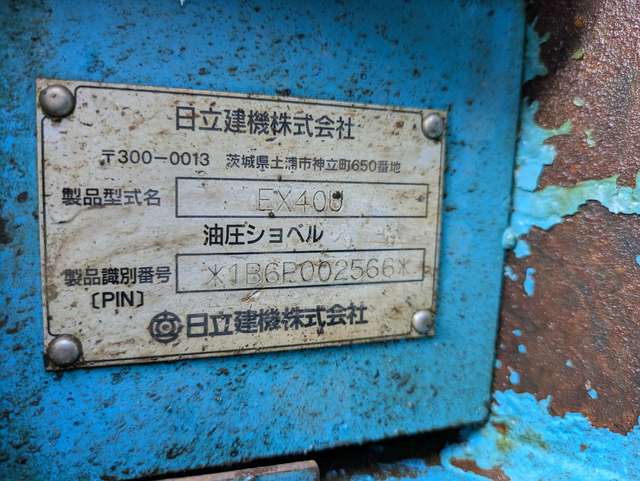 日立建機株式会社
〒300-0013 茨城県土浦市神立町650番地
製品型式名 EX40U
油圧ショベル
製品識別番号 *1B6P002566*
(PIN)
日立建機株式会社